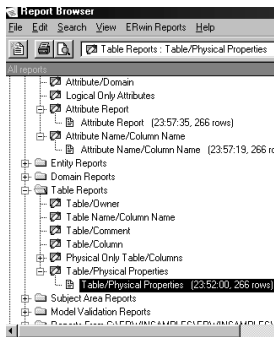 Report Browser
File Edit Search View ERwin Reports Help
Table Reports : Table/Physical Properties
All reports
Attribute/Domain
Logical Only Attributes
Attribute Report
Attribute Report (23:57:35, 266 rows)
Attribute Name/Column Name
Attribute Name/Column Name (23:57:19, 266 ro
Entity Reports
Domain Reports
Table Reports
Table/Owner
Table Name/Column Name
Table/Comment
Table/Column
Physical Only Table/Columns
Table/Physical Properties
Table/Physical Properties (23:52:00, 266 rows)
Subject Area Reports
Model Validation Reports